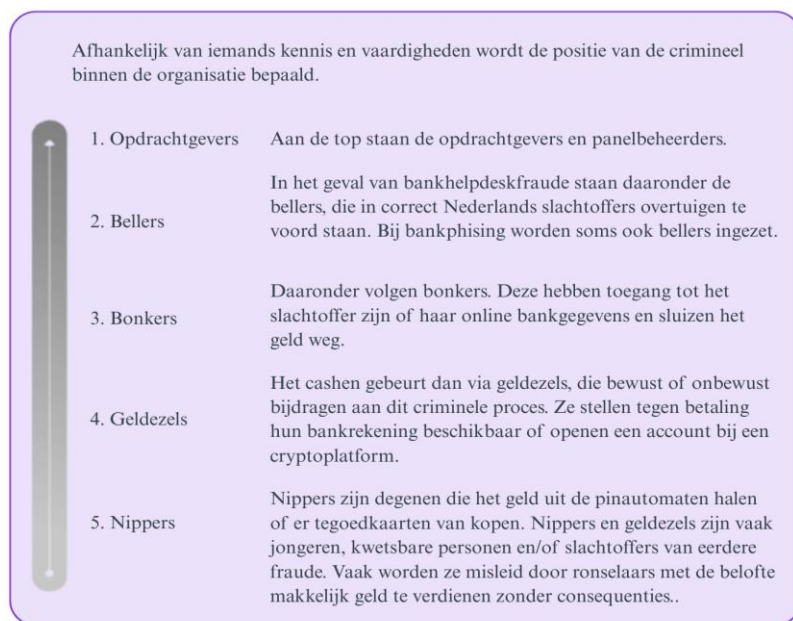 Afhankelijk van iemands kennis en vaardigheden wordt de positie van de crimineel
binnen de organisatie bepaald.
1. Opdrachtgevers
Aan de top staan de opdrachtgevers en panelbeheerders.
2. Bellers
In het geval van bankhelpdeskfraude staan daaronder de
bellers, die in correct Nederlands slachtoffers overtuigen te
voord staan. Bij bankphising worden soms ook bellers ingezet.
3. Bonkers
Daaronder volgen bonkers. Deze hebben toegang tot het
slachtoffer zijn of haar online bankgegevens en sluizen het
geld weg.
4. Geldezels
Het cashen gebeurt dan via geldezels, die bewust of onbewust
bijdragen aan dit criminele proces. Ze stellen tegen betaling
hun bankrekening beschikbaar of openen een account bij een
cryptoplatform.
5. Nippers
Nippers zijn degenen die het geld uit de pinautomaten halen
of er tegoedkaarten van kopen. Nippers en geldezels zijn vaak
jongeren, kwetsbare personen en/of slachtoffers van eerdere
fraude. Vaak worden ze misleid door ronselaars met de belofte
makkelijk geld te verdienen zonder consequenties..